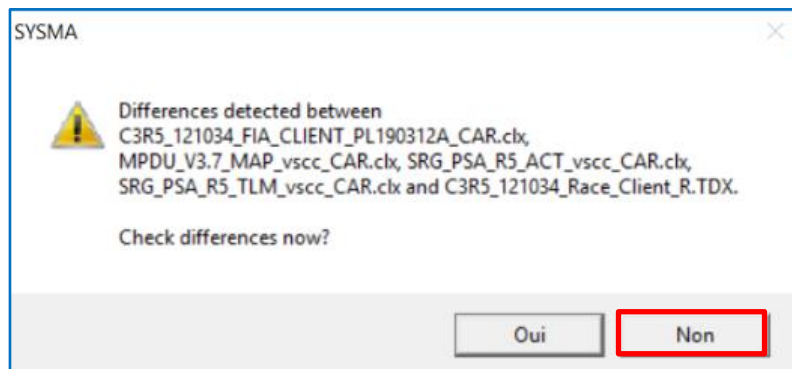 SYSMA
Differences detected between
C3R5_121034_FIA_CLIENT_PL190312A_CAR.clx,
MPDU_V3.7_MAP_vscc_CAR.clx, SRG_PSA_R5_ACT_vscc_CAR.clx,
SRG_PSA_R5_TLM_vscc_CAR.clx and C3R5_121034_Race_Client_R.TDX.
Check differences now?
Oui
Non